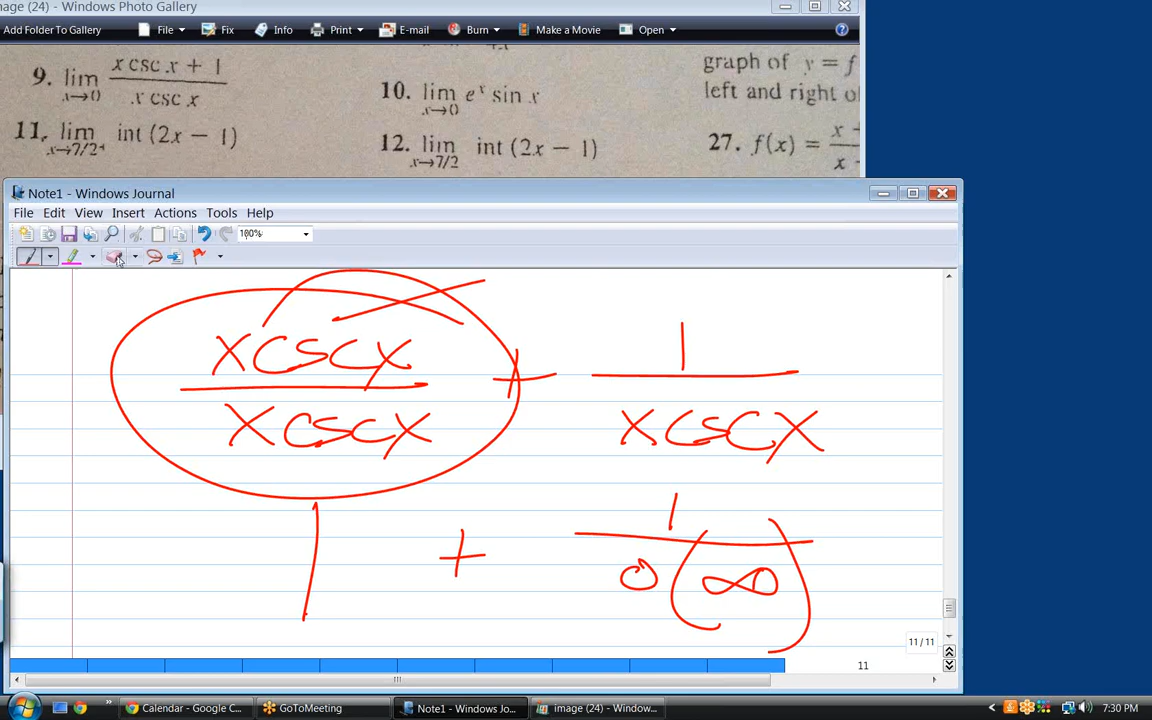 mage (24) - Windows Photo Gallery
Add Folder To Gallery File Fix Info Print E-mail Burn Make a Movie Open
9. lim x→0 x csc x + 1 / x csc x
10. lim x→0 e^x sin x
graph of y = f
left and right of
11. lim x→7/2+ int (2x − 1)
12. lim x→7/2 int (2x − 1)
27. f(x) = x + / x
Note1 - Windows Journal
File Edit View Insert Actions Tools Help
100%
xcscx / xcscx + 1 / xcscx
1 + 1 / 0(∞)
11 / 11
11
Calendar - Google C... GoToMeeting Note1 - Windows Jo... image (24) - Window... 7:30 PM